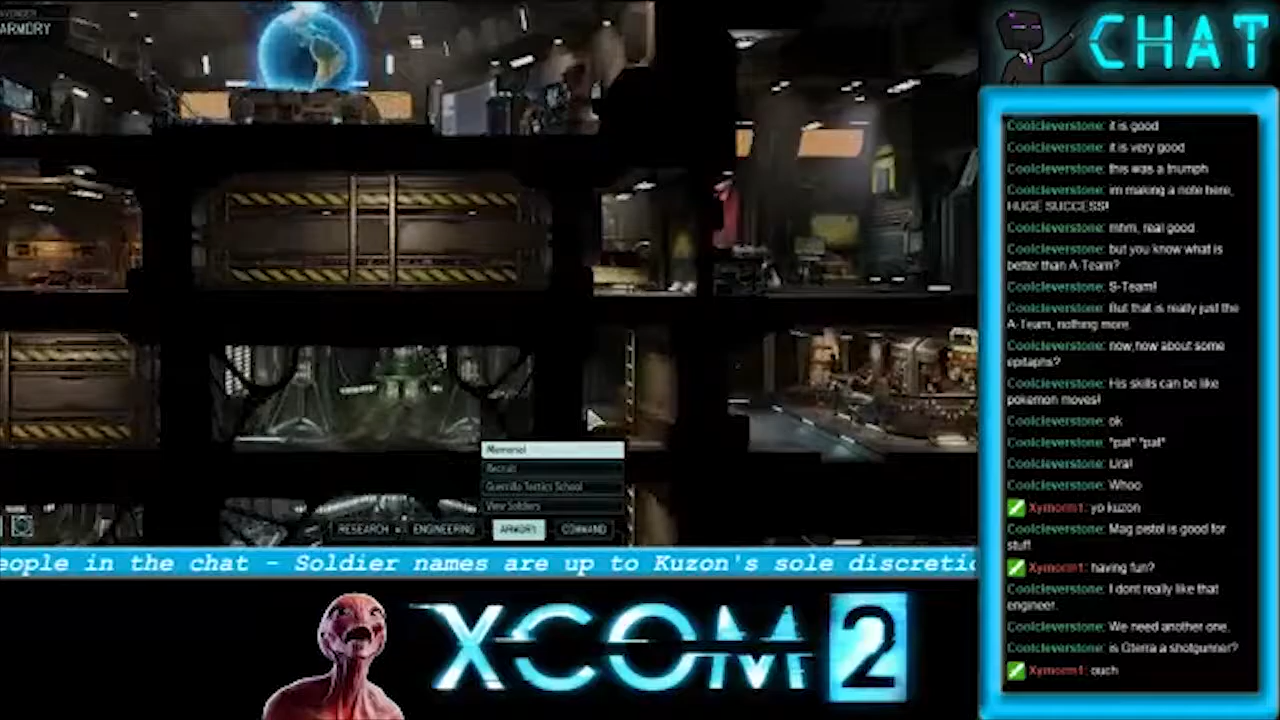 AVENGER
ARMORY
CHAT
Coolcleverstone: it is good
Coolcleverstone: it is very good
Coolcleverstone: this was a triumph
Coolcleverstone: im making a note here,
HUGE SUCCESS!
Coolcleverstone: mhm, real good
Coolcleverstone: but you know what is
better than A-Team?
Coolcleverstone: S-Team!
Coolcleverstone: But that is really just the
A-Team, nothing more.
Coolcleverstone: now,how about some
epitaphs?
Coolcleverstone: His skills can be like
pokemon moves!
Coolcleverstone: ok
Coolcleverstone: *pat* *pat*
Coolcleverstone: Ura!
Coolcleverstone: Whoo
Xymorm1: yo kuzon
Coolcleverstone: Mag pistol is good for
stuff
Xymorm1: having fun?
Coolcleverstone: I dont really like that
engineer.
Coolcleverstone: We need another one.
Coolcleverstone: is Gterra a shotgunner?
Xymorm1: ouch
Memorial
Recruit
Guerrilla Tactics School
View Soldiers
RESEARCH ENGINEERING ARMORY COMMAND
eople in the chat - Soldier names are up to Kuzon's sole discretic
XCOM 2